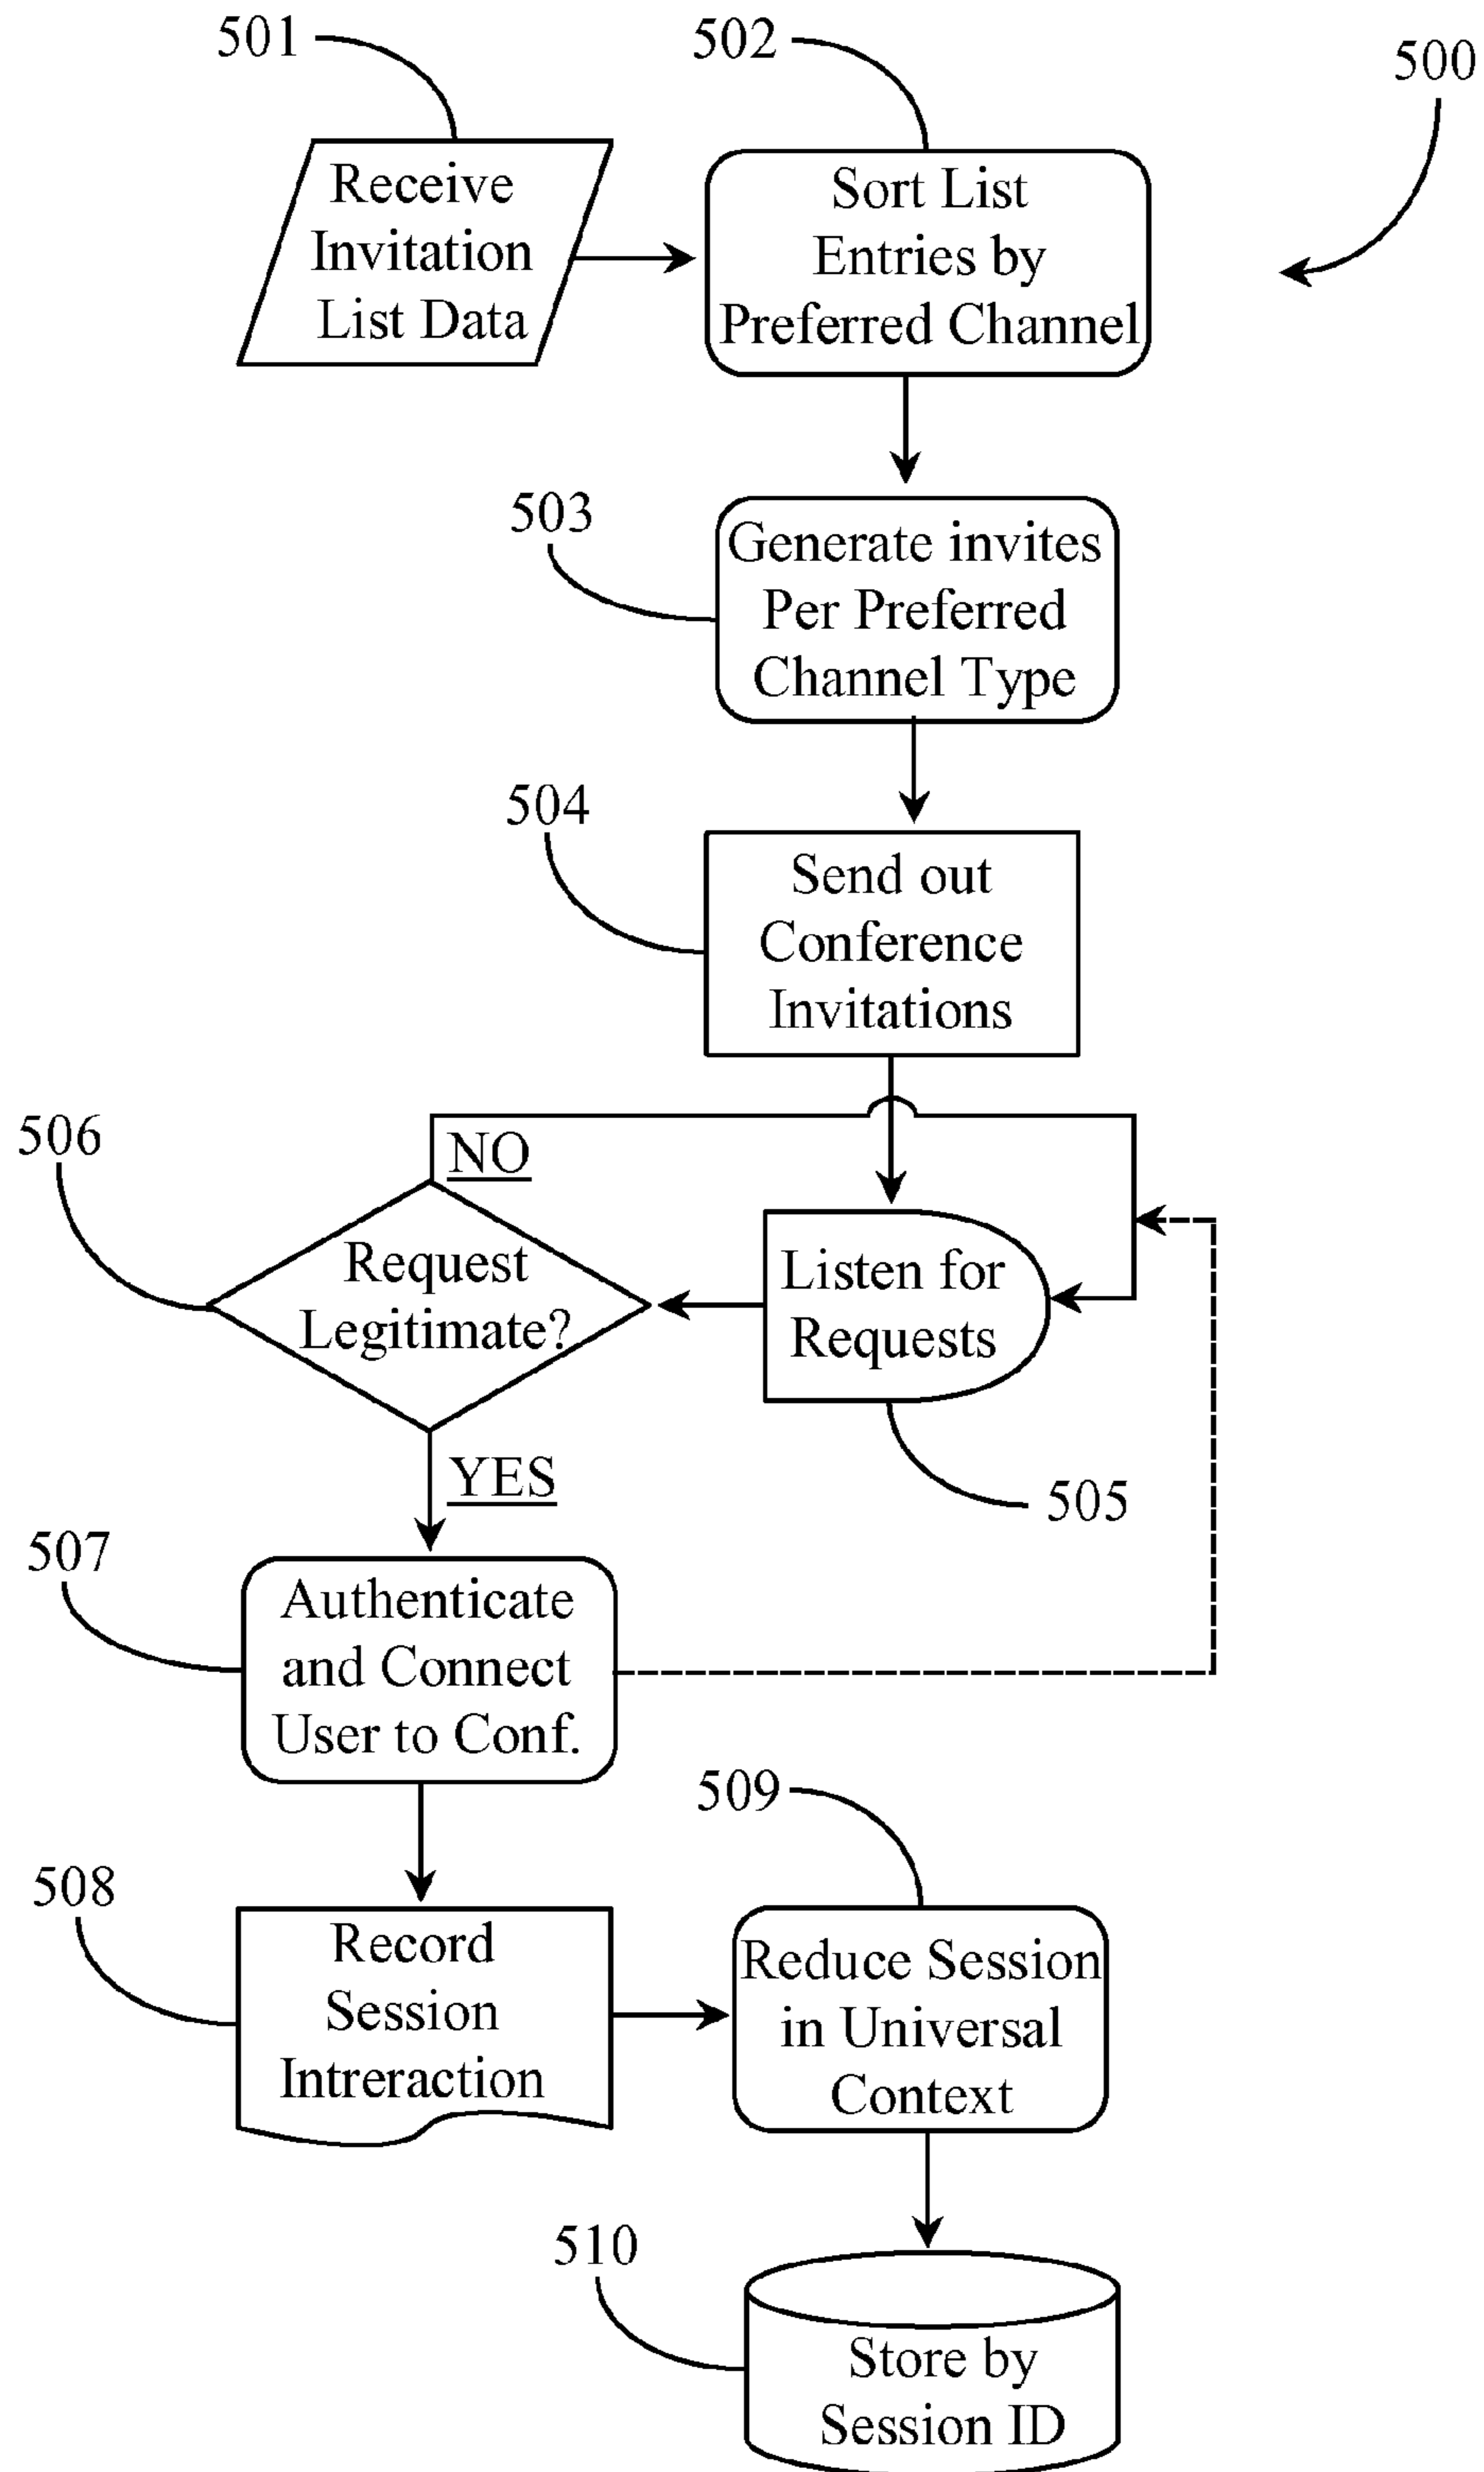 501
502
500
Receive
Invitation
List Data
Sort List
Entries by
Preferred Channel
503
Generate invites
Per Preferred
Channel Type
504
Send out
Conference
Invitations
506
NO
Request
Legitimate?
Listen for
Requests
YES
505
507
Authenticate
and Connect
User to Conf.
509
508
Record
Session
Intreraction
Reduce Session
in Universal
Context
510
Store by
Session ID